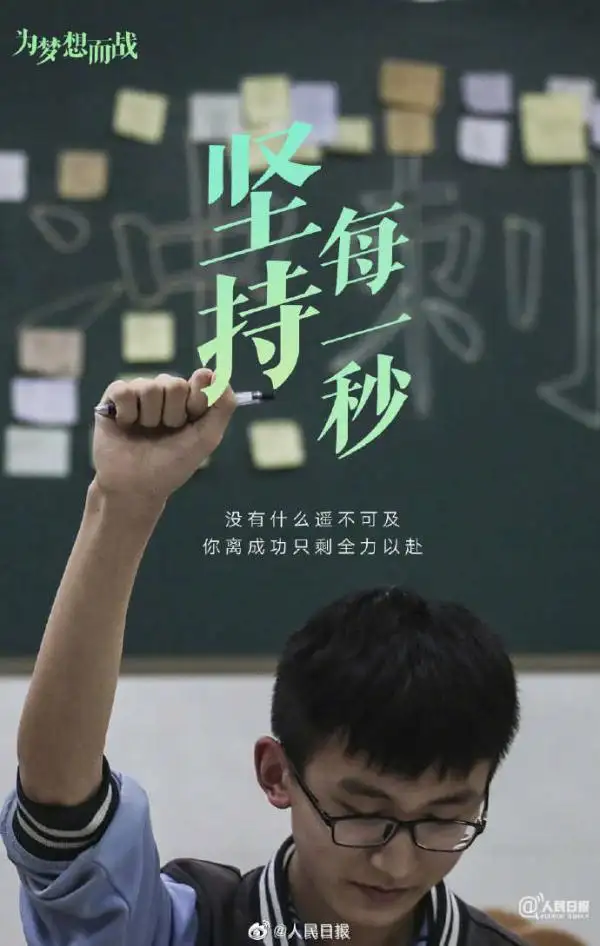 为梦想而战
冲刺
坚持
每一秒
没有什么遥不可及
你离成功只剩全力以赴
@人民日报
@人民日报